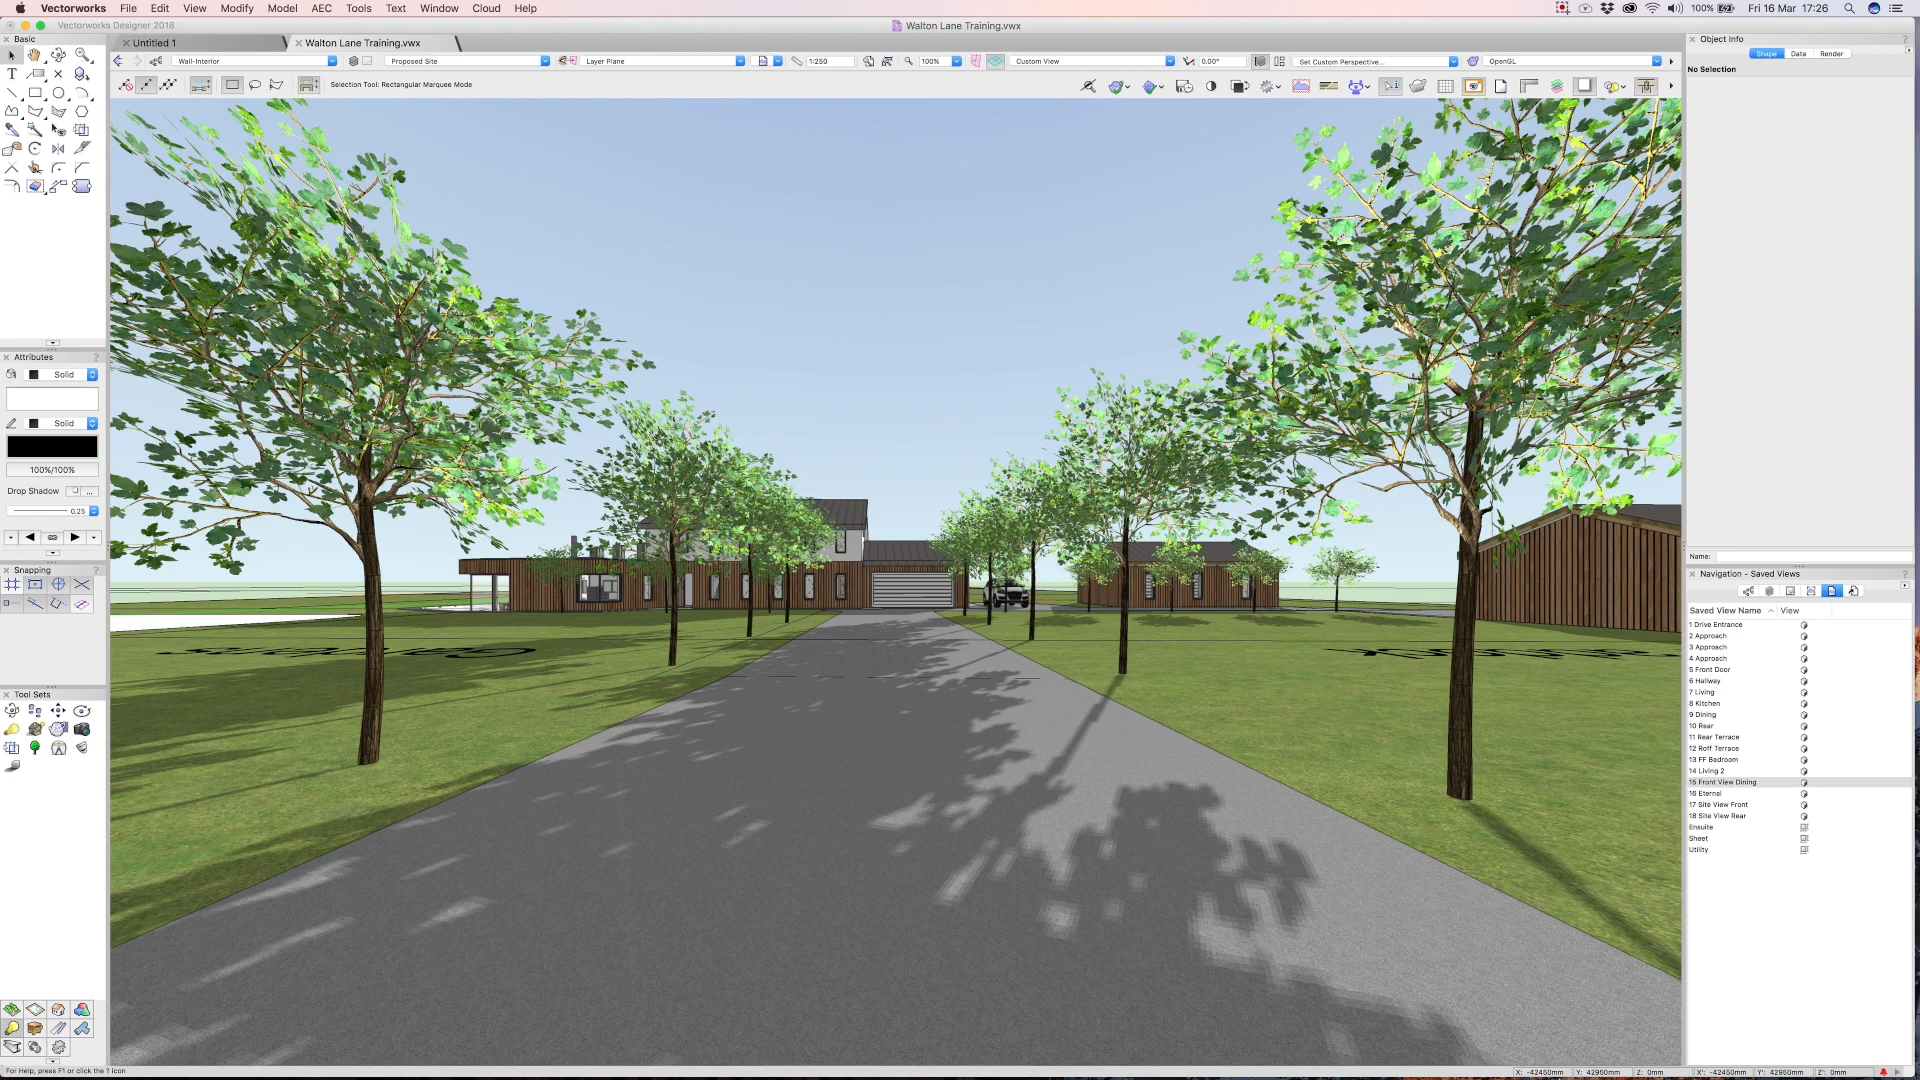 Vectorworks File Edit View Modify Model AEC Tools Text Window Cloud Help
100% Fri 16 Mar 17:26
Vectorworks Designer 2018
Walton Lane Training.vwx
Basic
Untitled 1
Walton Lane Training.vwx
Wall-Interior
Proposed Site
Layer Plane
1:250
100%
Custom View
0.00°
Set Custom Perspective...
OpenGL
Selection Tool: Rectangular Marquee Mode
Attributes
Solid
Solid
100%/100%
Drop Shadow
...
0.25
Snapping
Tool Sets
Object Info
Shape Data Render
No Selection
Name:
Navigation - Saved Views
Saved View Name View
1 Drive Entrance
2 Approach
3 Approach
4 Approach
5 Front Door
6 Hallway
7 Living
8 Kitchen
9 Dining
10 Rear
11 Rear Terrace
12 Roff Terrace
13 FF Bedroom
14 Living 2
15 Front View Dining
16 Eternal
17 Site View Front
18 Site View Rear
Ensuite
Sheet
Utility
For Help, press F1 or click the ? icon
X: -42450mm Y: 42950mm Z: 0mm X': -42450mm Y': 42950mm Z': 0mm